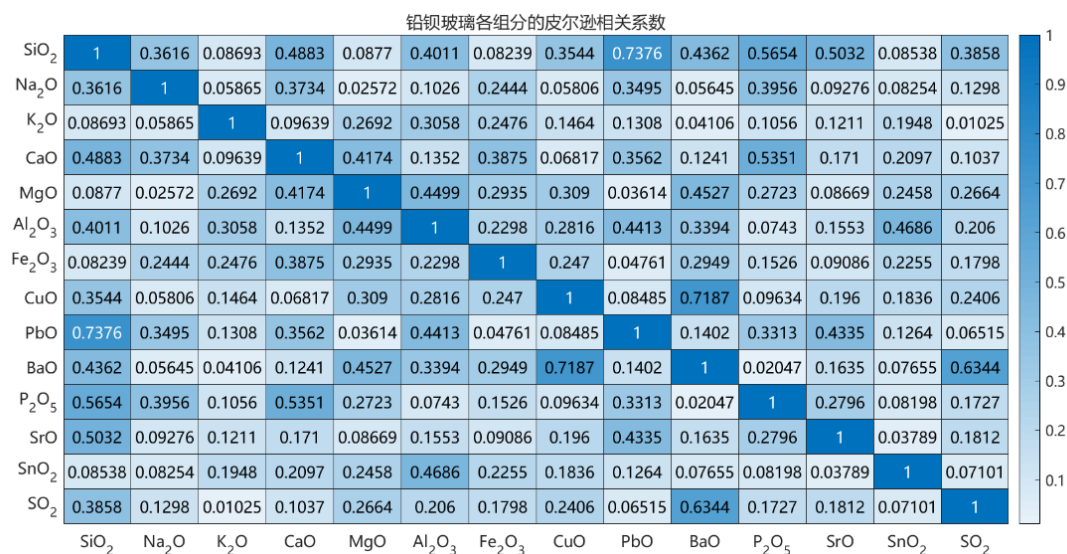 铅钡玻璃各组分的皮尔逊相关系数
SiO₂ 1 0.3616 0.08693 0.4883 0.0877 0.4011 0.08239 0.3544 0.7376 0.4362 0.5654 0.5032 0.08538 0.3858
Na₂O 0.3616 1 0.05865 0.3734 0.02572 0.1026 0.2444 0.05806 0.3495 0.05645 0.3956 0.09276 0.08254 0.1298
K₂O 0.08693 0.05865 1 0.09639 0.2692 0.3058 0.2476 0.1464 0.1308 0.04106 0.1056 0.1211 0.1948 0.01025
CaO 0.4883 0.3734 0.09639 1 0.4174 0.1352 0.3875 0.06817 0.3562 0.1241 0.5351 0.171 0.2097 0.1037
MgO 0.0877 0.02572 0.2692 0.4174 1 0.4499 0.2935 0.309 0.03614 0.4527 0.2723 0.08669 0.2458 0.2664
Al₂O₃ 0.4011 0.1026 0.3058 0.1352 0.4499 1 0.2298 0.2816 0.4413 0.3394 0.0743 0.1553 0.4686 0.206
Fe₂O₃ 0.08239 0.2444 0.2476 0.3875 0.2935 0.2298 1 0.247 0.04761 0.2949 0.1526 0.09086 0.2255 0.1798
CuO 0.3544 0.05806 0.1464 0.06817 0.309 0.2816 0.247 1 0.08485 0.7187 0.09634 0.196 0.1836 0.2406
PbO 0.7376 0.3495 0.1308 0.3562 0.03614 0.4413 0.04761 0.08485 1 0.1402 0.3313 0.4335 0.1264 0.06515
BaO 0.4362 0.05645 0.04106 0.1241 0.4527 0.3394 0.2949 0.7187 0.1402 1 0.02047 0.1635 0.07655 0.6344
P₂O₅ 0.5654 0.3956 0.1056 0.5351 0.2723 0.0743 0.09634 0.3313 0.02047 1 0.2796 0.08198 0.1727
SrO 0.5032 0.09276 0.1211 0.171 0.08669 0.1553 0.09086 0.196 0.4335 0.1635 0.2796 1 0.03789 0.1812
SnO₂ 0.08538 0.08254 0.1948 0.2097 0.2458 0.4686 0.2255 0.1836 0.1264 0.07655 0.08198 0.03789 1 0.07101
SO₂ 0.3858 0.1298 0.01025 0.1037 0.2664 0.206 0.1798 0.2406 0.06515 0.6344 0.1727 0.1812 0.07101 1
SiO₂ Na₂O K₂O CaO MgO Al₂O₃ Fe₂O₃ CuO PbO BaO P₂O₅ SrO SnO₂ SO₂
1
0.9
0.8
0.7
0.6
0.5
0.4
0.3
0.2
0.1